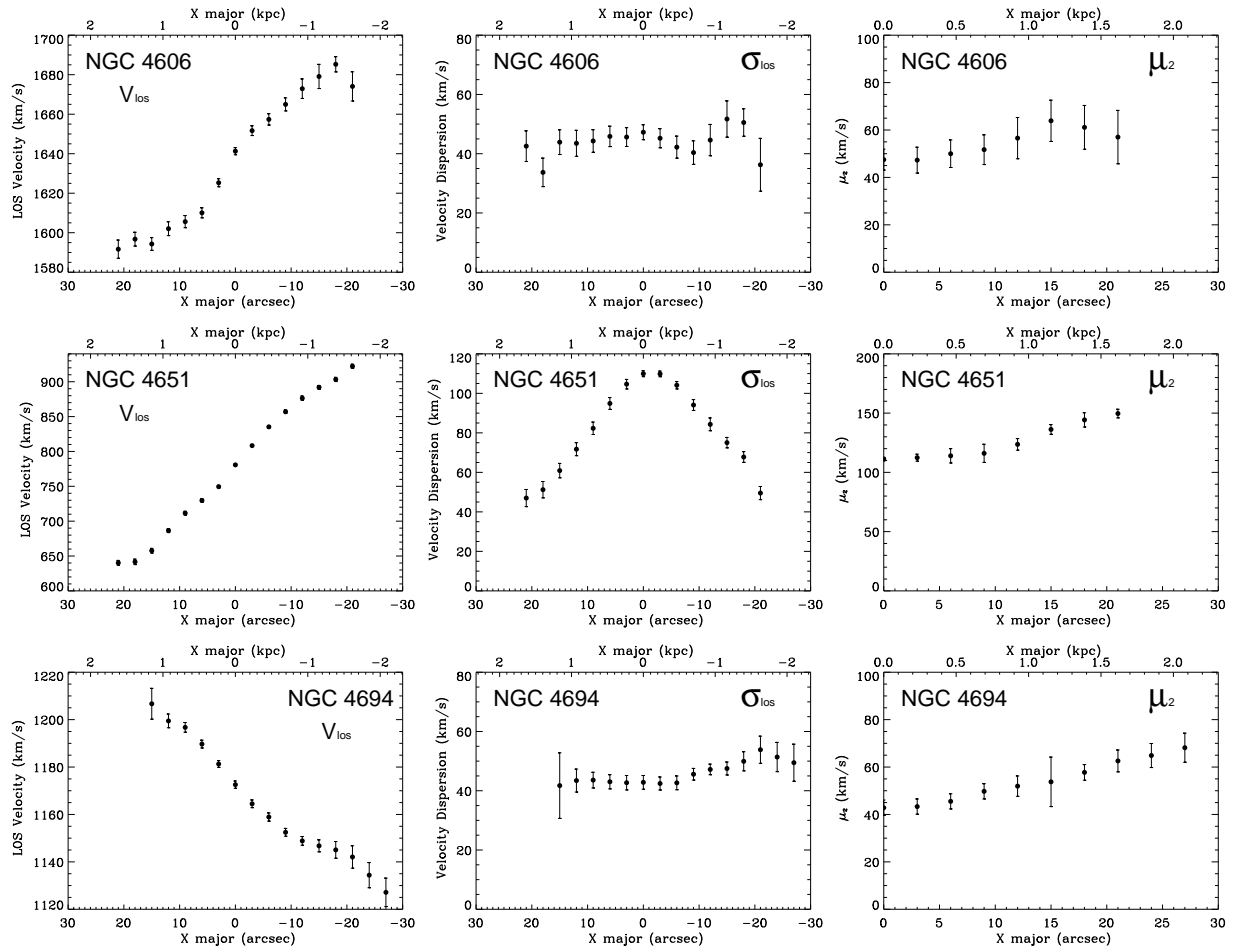 X major (kpc) X major (kpc) X major (kpc)
2 1 0 -1 -2 2 1 0 -1 -2 0.0 0.5 1.0 1.5 2.0
NGC 4606 NGC 4606 σlos NGC 4606 μ2
Vlos
1700 1680 1660 1640 1620 1600 1580
LOS Velocity (km/s)
80 60 40 20 0
Velocity Dispersion (km/s)
100 80 60 40 20 0
μ2 (km/s)
30 20 10 0 -10 -20 -30 30 20 10 0 -10 -20 -30 0 5 10 15 20 25 30
X major (arcsec) X major (arcsec) X major (arcsec)
X major (kpc) X major (kpc) X major (kpc)
2 1 0 -1 -2 2 1 0 -1 -2 0.0 0.5 1.0 1.5 2.0
NGC 4651 NGC 4651 σlos NGC 4651 μ2
Vlos
900 850 800 750 700 650 600
LOS Velocity (km/s)
120 100 80 60 40 20 0
Velocity Dispersion (km/s)
200 150 100 50 0
μ2 (km/s)
30 20 10 0 -10 -20 -30 30 20 10 0 -10 -20 -30 0 5 10 15 20 25 30
X major (arcsec) X major (arcsec) X major (arcsec)
X major (kpc) X major (kpc) X major (kpc)
2 1 0 -1 -2 2 1 0 -1 -2 0.0 0.5 1.0 1.5 2.0
NGC 4694 NGC 4694 σlos NGC 4694 μ2
Vlos
1220 1200 1180 1160 1140 1120
LOS Velocity (km/s)
80 60 40 20 0
Velocity Dispersion (km/s)
100 80 60 40 20 0
μ2 (km/s)
30 20 10 0 -10 -20 -30 30 20 10 0 -10 -20 -30 0 5 10 15 20 25 30
X major (arcsec) X major (arcsec) X major (arcsec)